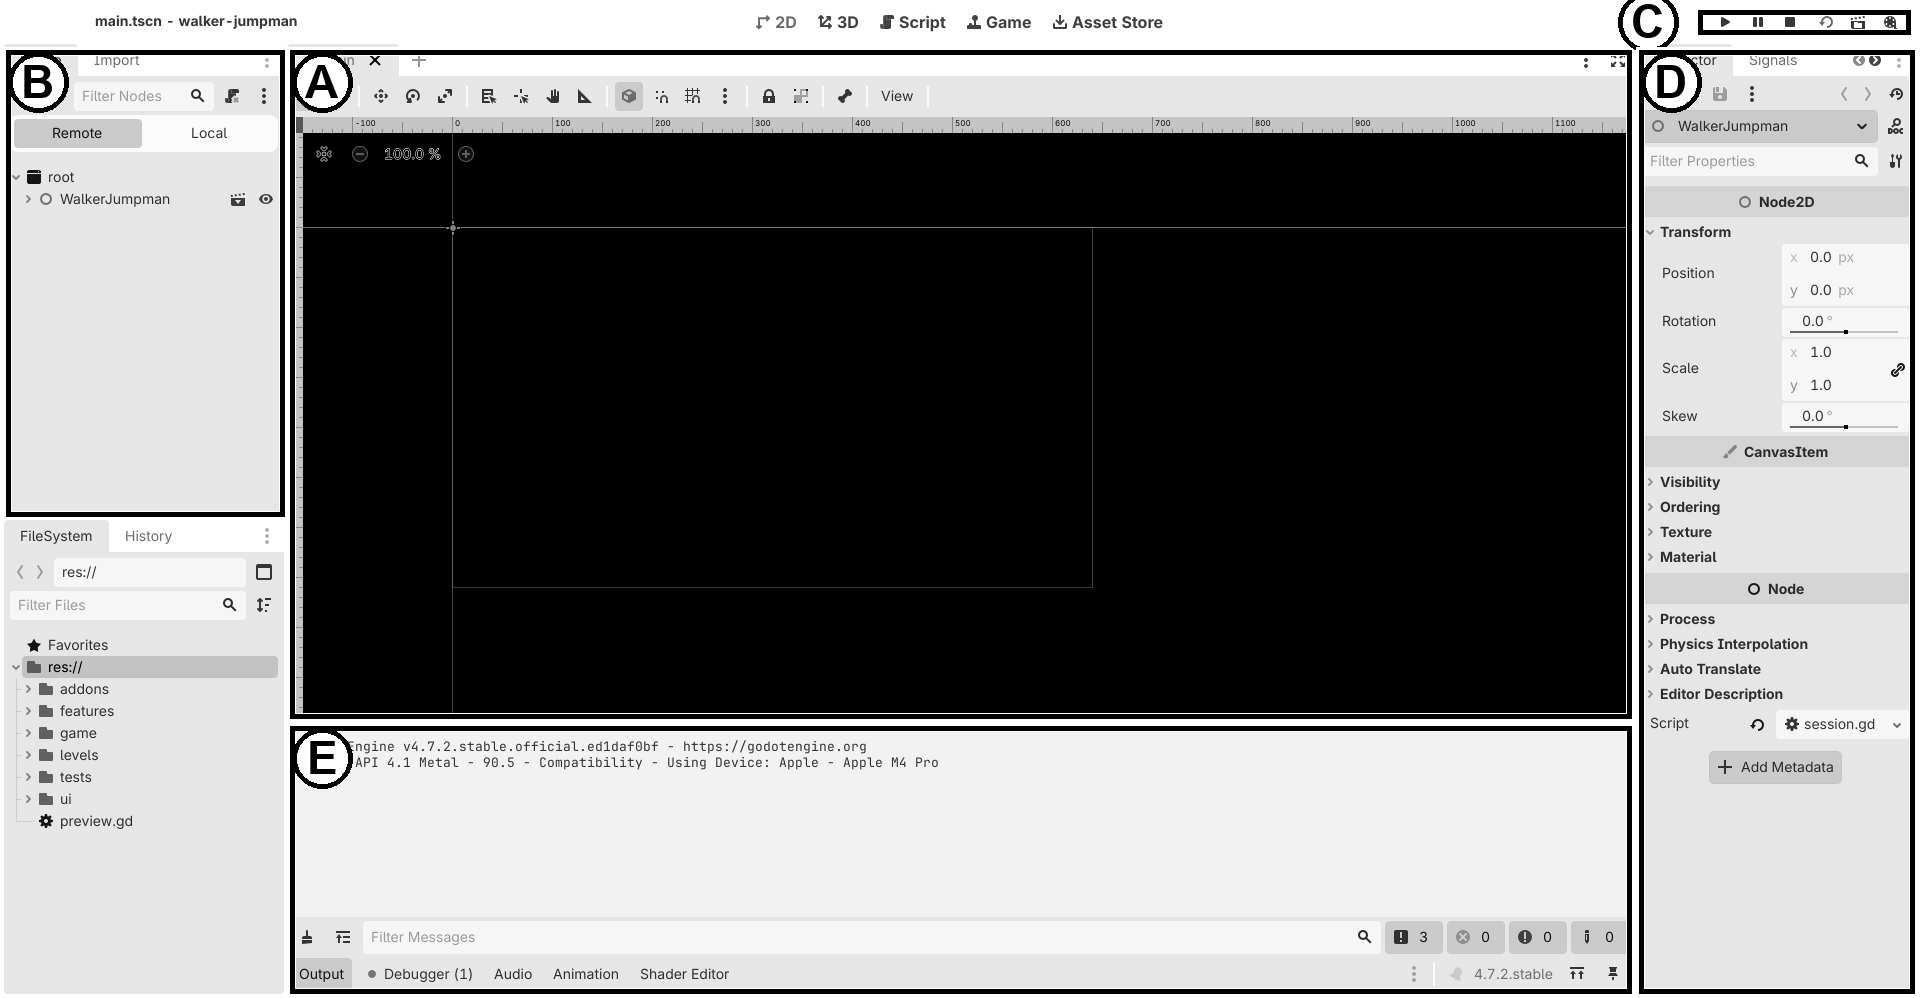 main.tscn - walker-jumpman
2D 3D Script Game Asset Store
C
B
Import
Filter Nodes
Remote Local
root
WalkerJumpman
FileSystem History
res://
Filter Files
Favorites
res://
addons
features
game
levels
tests
ui
preview.gd
A
View
-100 0 100 200 300 400 500 600 700 800 900 1000 1100
100.0 %
E
Engine v4.7.2.stable.official.ed1daf0bf - https://godotengine.org
API 4.1 Metal - 90.5 - Compatibility - Using Device: Apple - Apple M4 Pro
Filter Messages
3 0 0 0
Output Debugger (1) Audio Animation Shader Editor
4.7.2.stable
D
Signals
WalkerJumpman
DOC
Filter Properties
Node2D
Transform
Position x 0.0 px
y 0.0 px
Rotation 0.0 °
Scale x 1.0
y 1.0
Skew 0.0 °
CanvasItem
Visibility
Ordering
Texture
Material
Node
Process
Physics Interpolation
Auto Translate
Editor Description
Script session.gd
Add Metadata